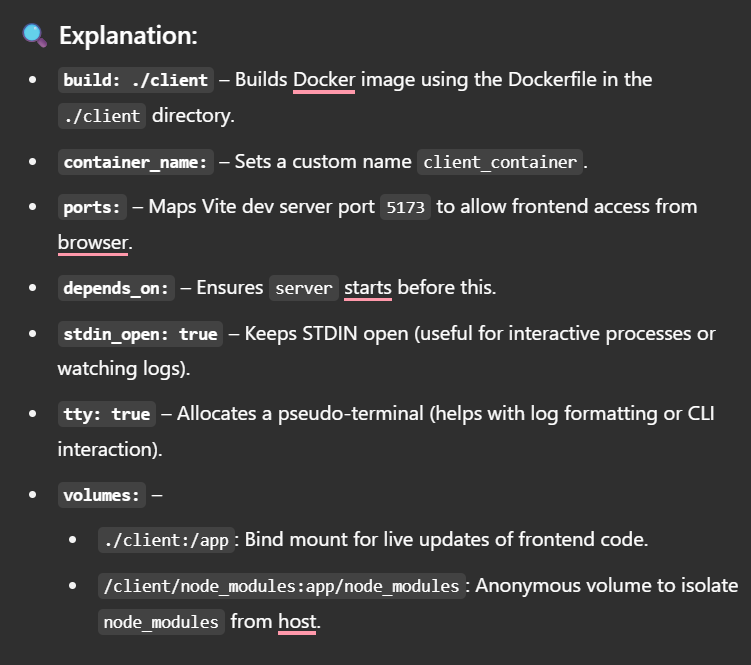 🔍 Explanation:
• build: ./client – Builds Docker image using the Dockerfile in the
./client directory.
• container_name: – Sets a custom name client_container.
• ports: – Maps Vite dev server port 5173 to allow frontend access from
browser.
• depends_on: – Ensures server starts before this.
• stdin_open: true – Keeps STDIN open (useful for interactive processes or
watching logs).
• tty: true – Allocates a pseudo-terminal (helps with log formatting or CLI
interaction).
• volumes: –
• ./client:/app: Bind mount for live updates of frontend code.
• /client/node_modules:app/node_modules: Anonymous volume to isolate
node_modules from host.